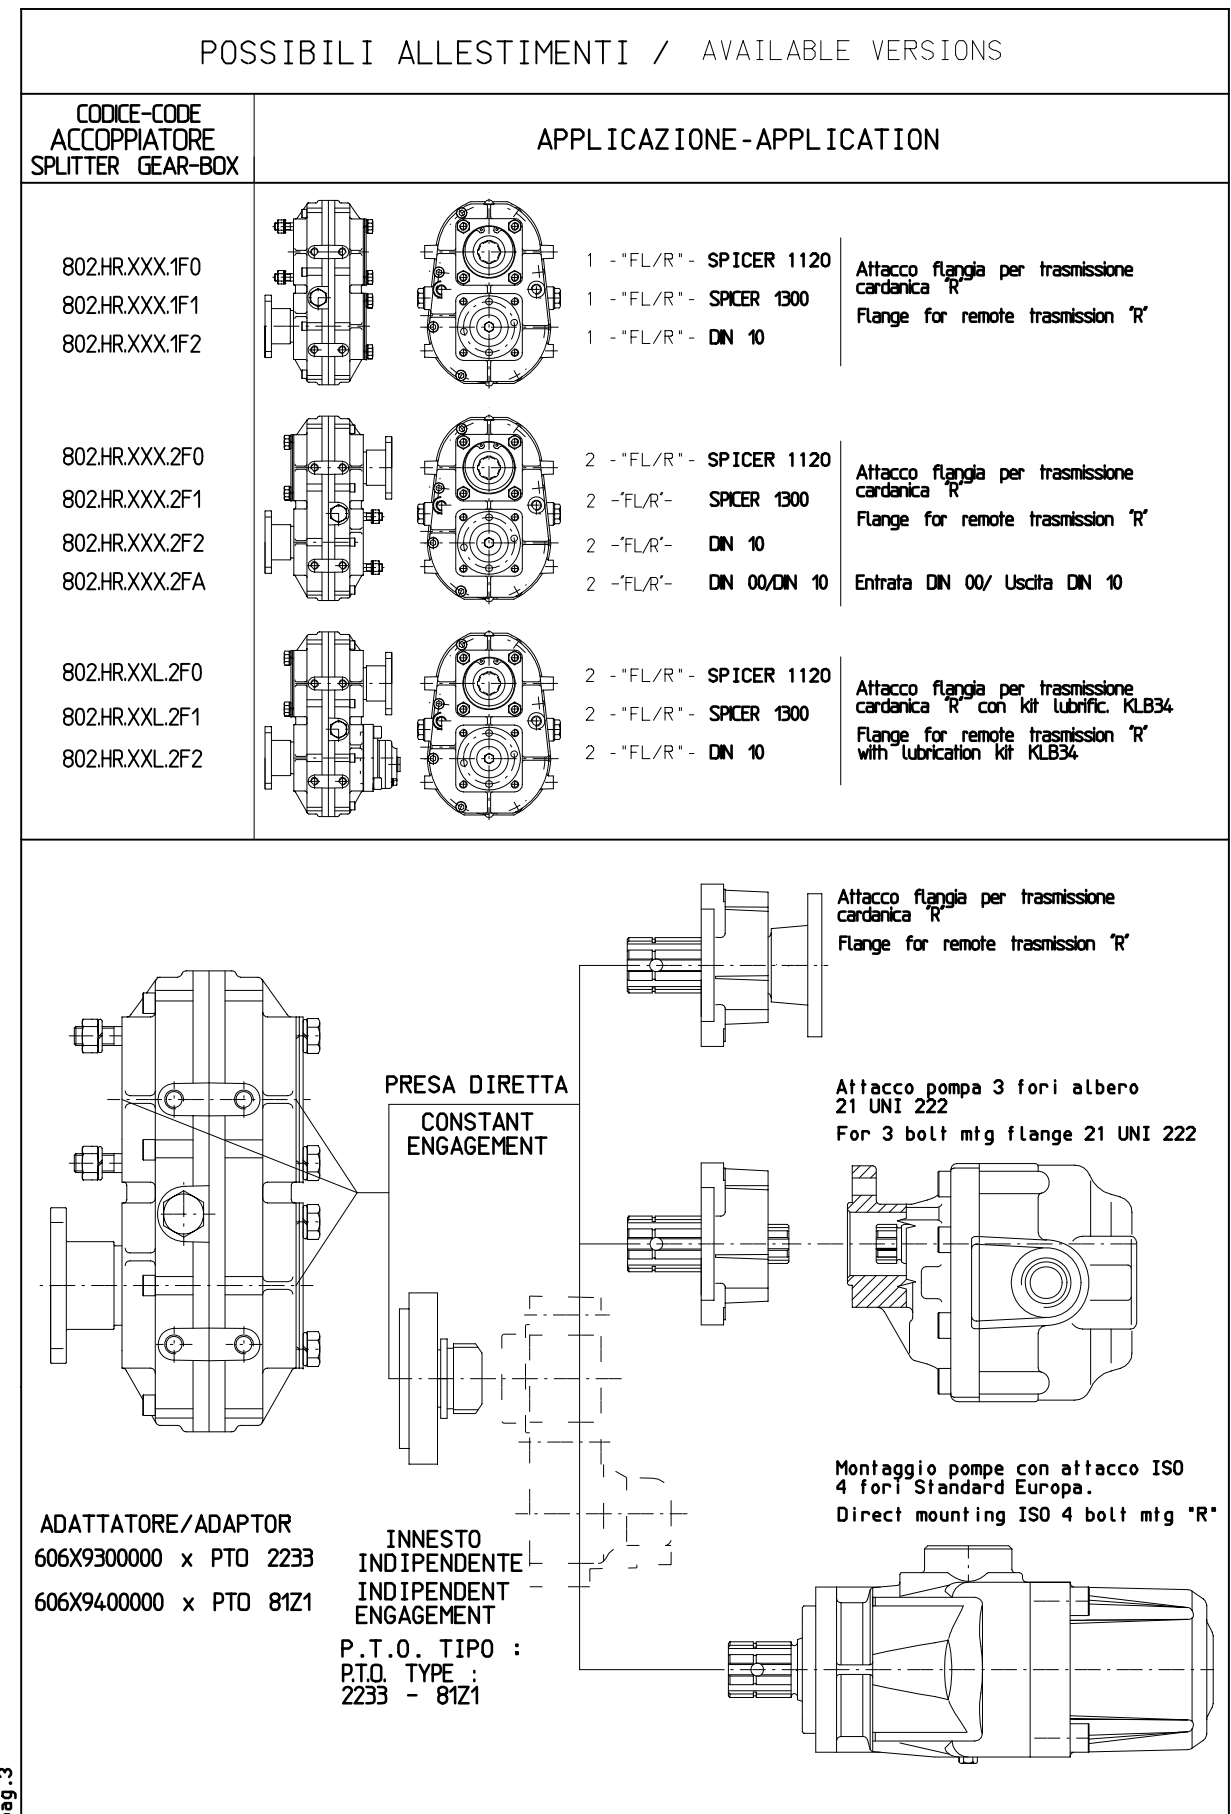 POSSIBILI ALLESTIMENTI / AVAILABLE VERSIONS
CODICE-CODE
ACCOPPIATORE
SPLITTER GEAR-BOX
APPLICAZIONE-APPLICATION
802.HR.XXX.1F0
802.HR.XXX.1F1
802.HR.XXX.1F2
1 -"FL/R"- SPICER 1120
1 -"FL/R"- SPICER 1300
1 -"FL/R"- DIN 10
Attacco flangia per trasmissione
cardanica "R"
Flange for remote trasmission "R"
802.HR.XXX.2F0
802.HR.XXX.2F1
802.HR.XXX.2F2
802.HR.XXX.2FA
2 -"FL/R"- SPICER 1120
2 -"FL/R"- SPICER 1300
2 -"FL/R"- DIN 10
2 -"FL/R"- DIN 00/DIN 10
Attacco flangia per trasmissione
cardanica "R"
Flange for remote trasmission "R"
Entrata DIN 00/ Uscita DIN 10
802.HR.XXL.2F0
802.HR.XXL.2F1
802.HR.XXL.2F2
2 -"FL/R"- SPICER 1120
2 -"FL/R"- SPICER 1300
2 -"FL/R"- DIN 10
Attacco flangia per trasmissione
cardanica "R" con kit lubrific. KLB34
Flange for remote trasmission "R"
with lubrication kit KLB34
Attacco flangia per trasmissione
cardanica "R"
Flange for remote trasmission "R"
PRESA DIRETTA
CONSTANT
ENGAGEMENT
Attacco pompa 3 fori albero
21 UNI 222
For 3 bolt mtg flange 21 UNI 222
Montaggio pompe con attacco ISO
4 fori Standard Europa.
Direct mounting ISO 4 bolt mtg "R"
ADATTATORE/ADAPTOR
606X9300000 x PTO 2233
606X9400000 x PTO 81Z1
INNESTO
INDIPENDENTE
INDIPENDENT
ENGAGEMENT
P.T.O. TIPO :
P.T.O. TYPE :
2233 - 81Z1
pag.3